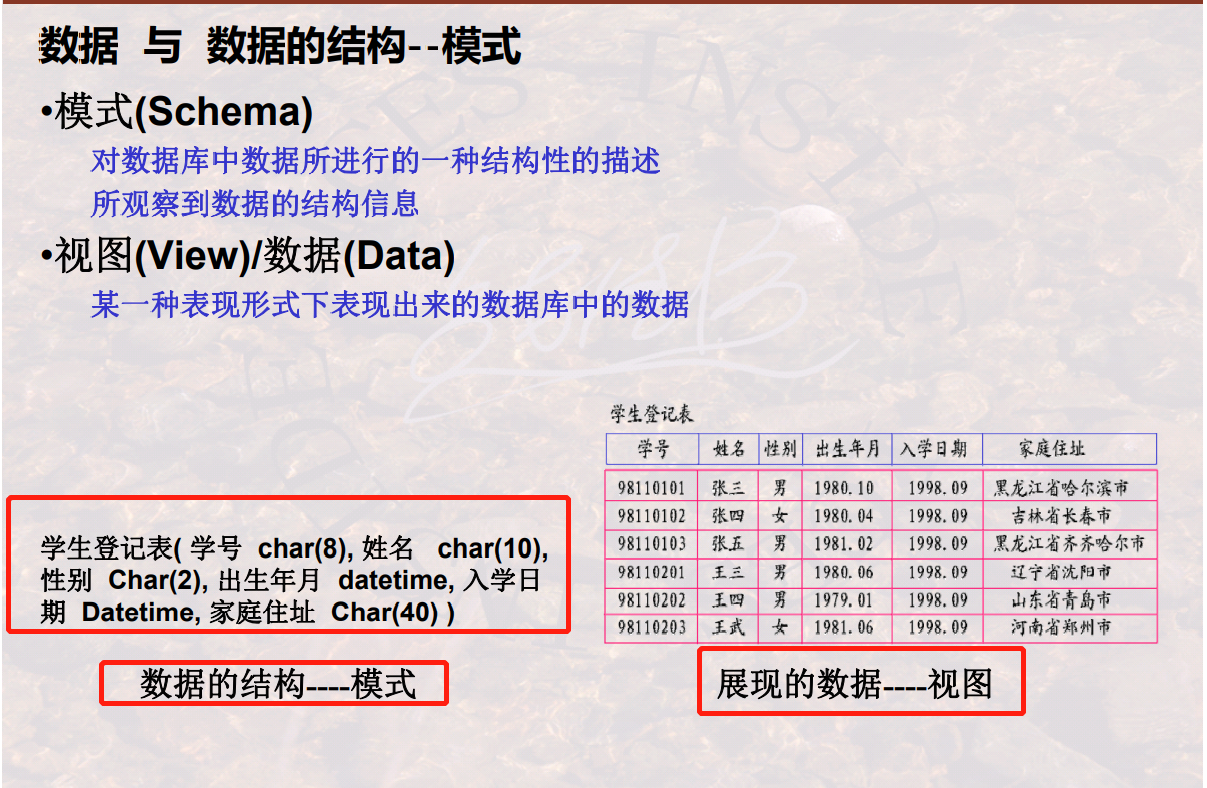 数据 与 数据的结构--模式
•模式(Schema)
对数据库中数据所进行的一种结构性的描述
所观察到数据的结构信息
•视图(View)/数据(Data)
某一种表现形式下表现出来的数据库中的数据
学生登记表
学号 姓名 性别 出生年月 入学日期 家庭住址
98110101 张三 男 1980.10 1998.09 黑龙江省哈尔滨市
98110102 张四 女 1980.04 1998.09 吉林省长春市
98110103 张五 男 1981.02 1998.09 黑龙江省齐齐哈尔市
98110201 王三 男 1980.06 1998.09 辽宁省沈阳市
98110202 王四 男 1979.01 1998.09 山东省青岛市
98110203 王武 女 1981.06 1998.09 河南省郑州市
学生登记表( 学号 char(8), 姓名 char(10),
性别 Char(2), 出生年月 datetime, 入学日
期 Datetime, 家庭住址 Char(40) )
数据的结构----模式
展现的数据----视图